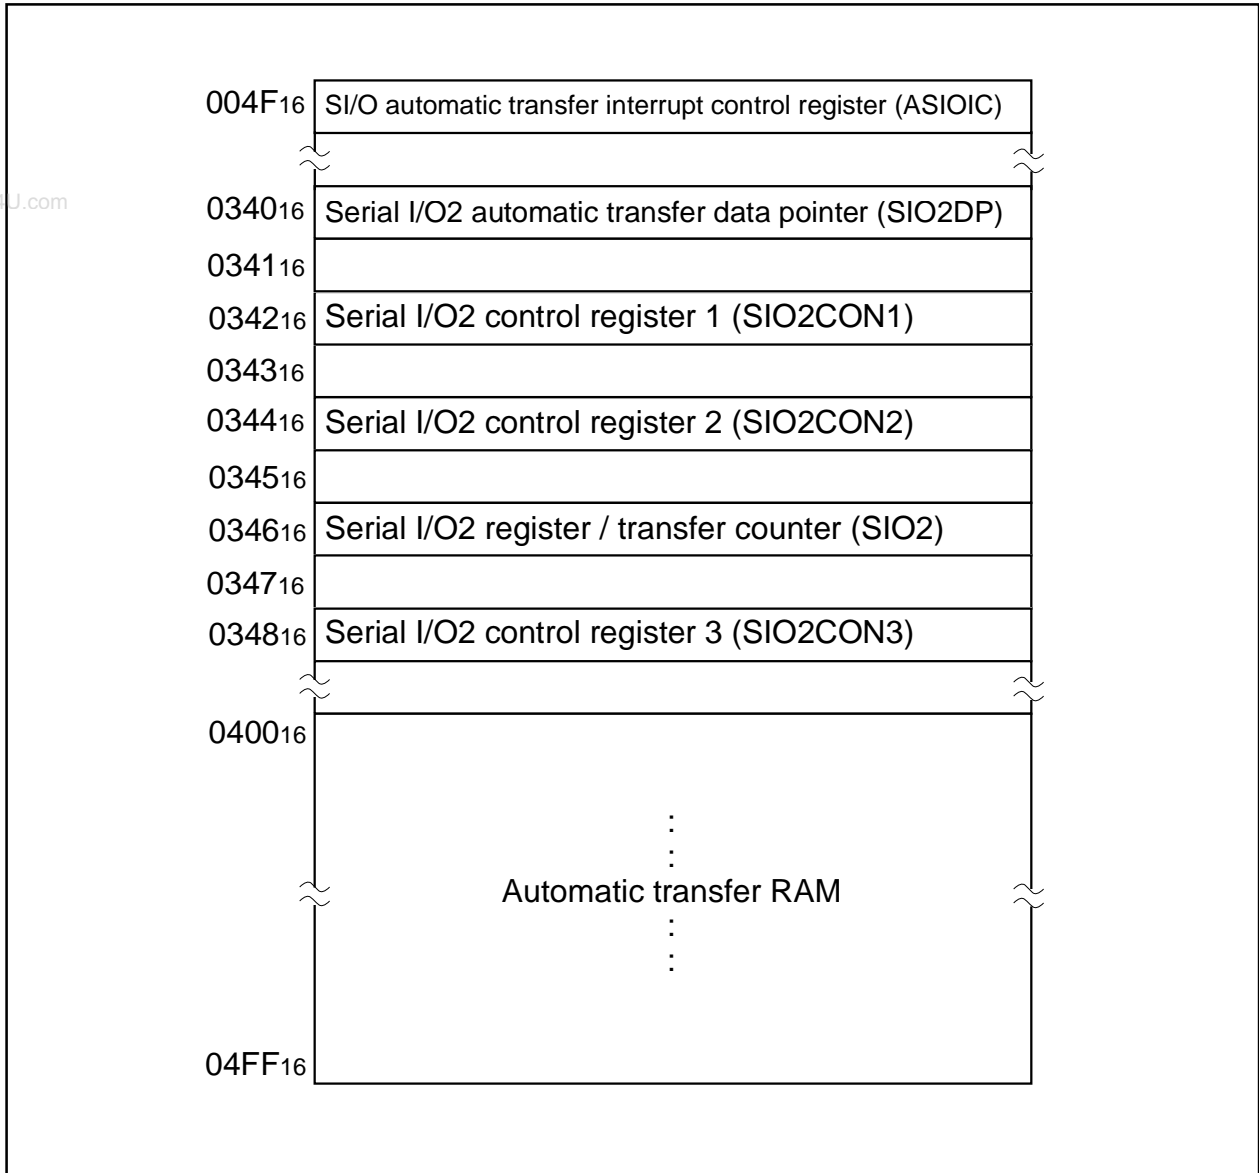 004F16 SI/O automatic transfer interrupt control register (ASIOIC)
4U.com
034016 Serial I/O2 automatic transfer data pointer (SIO2DP)
034116
034216 Serial I/O2 control register 1 (SIO2CON1)
034316
034416 Serial I/O2 control register 2 (SIO2CON2)
034516
034616 Serial I/O2 register / transfer counter (SIO2)
034716
034816 Serial I/O2 control register 3 (SIO2CON3)
040016
Automatic transfer RAM
04FF16